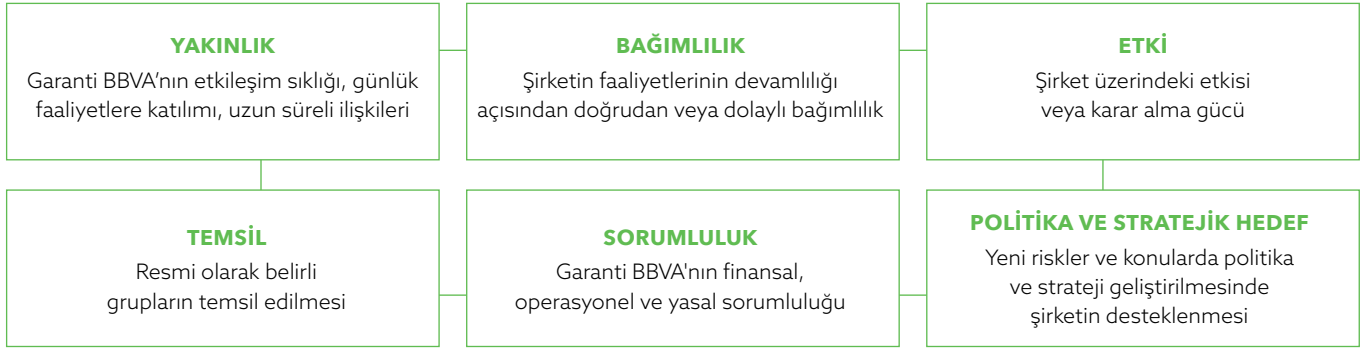 YAKINLIK
Garanti BBVA’nın etkileşim sıklığı, günlük
faaliyetlere katılımı, uzun süreli ilişkileri
BAĞIMLILIK
Şirketin faaliyetlerinin devamlılığı
açısından doğrudan veya dolaylı bağımlılık
ETKİ
Şirket üzerindeki etkisi
veya karar alma gücü
TEMSİL
Resmi olarak belirli
grupların temsil edilmesi
SORUMLULUK
Garanti BBVA'nın finansal,
operasyonel ve yasal sorumluluğu
POLİTİKA VE STRATEJİK HEDEF
Yeni riskler ve konularda politika
ve strateji geliştirilmesinde
şirketin desteklenmesi